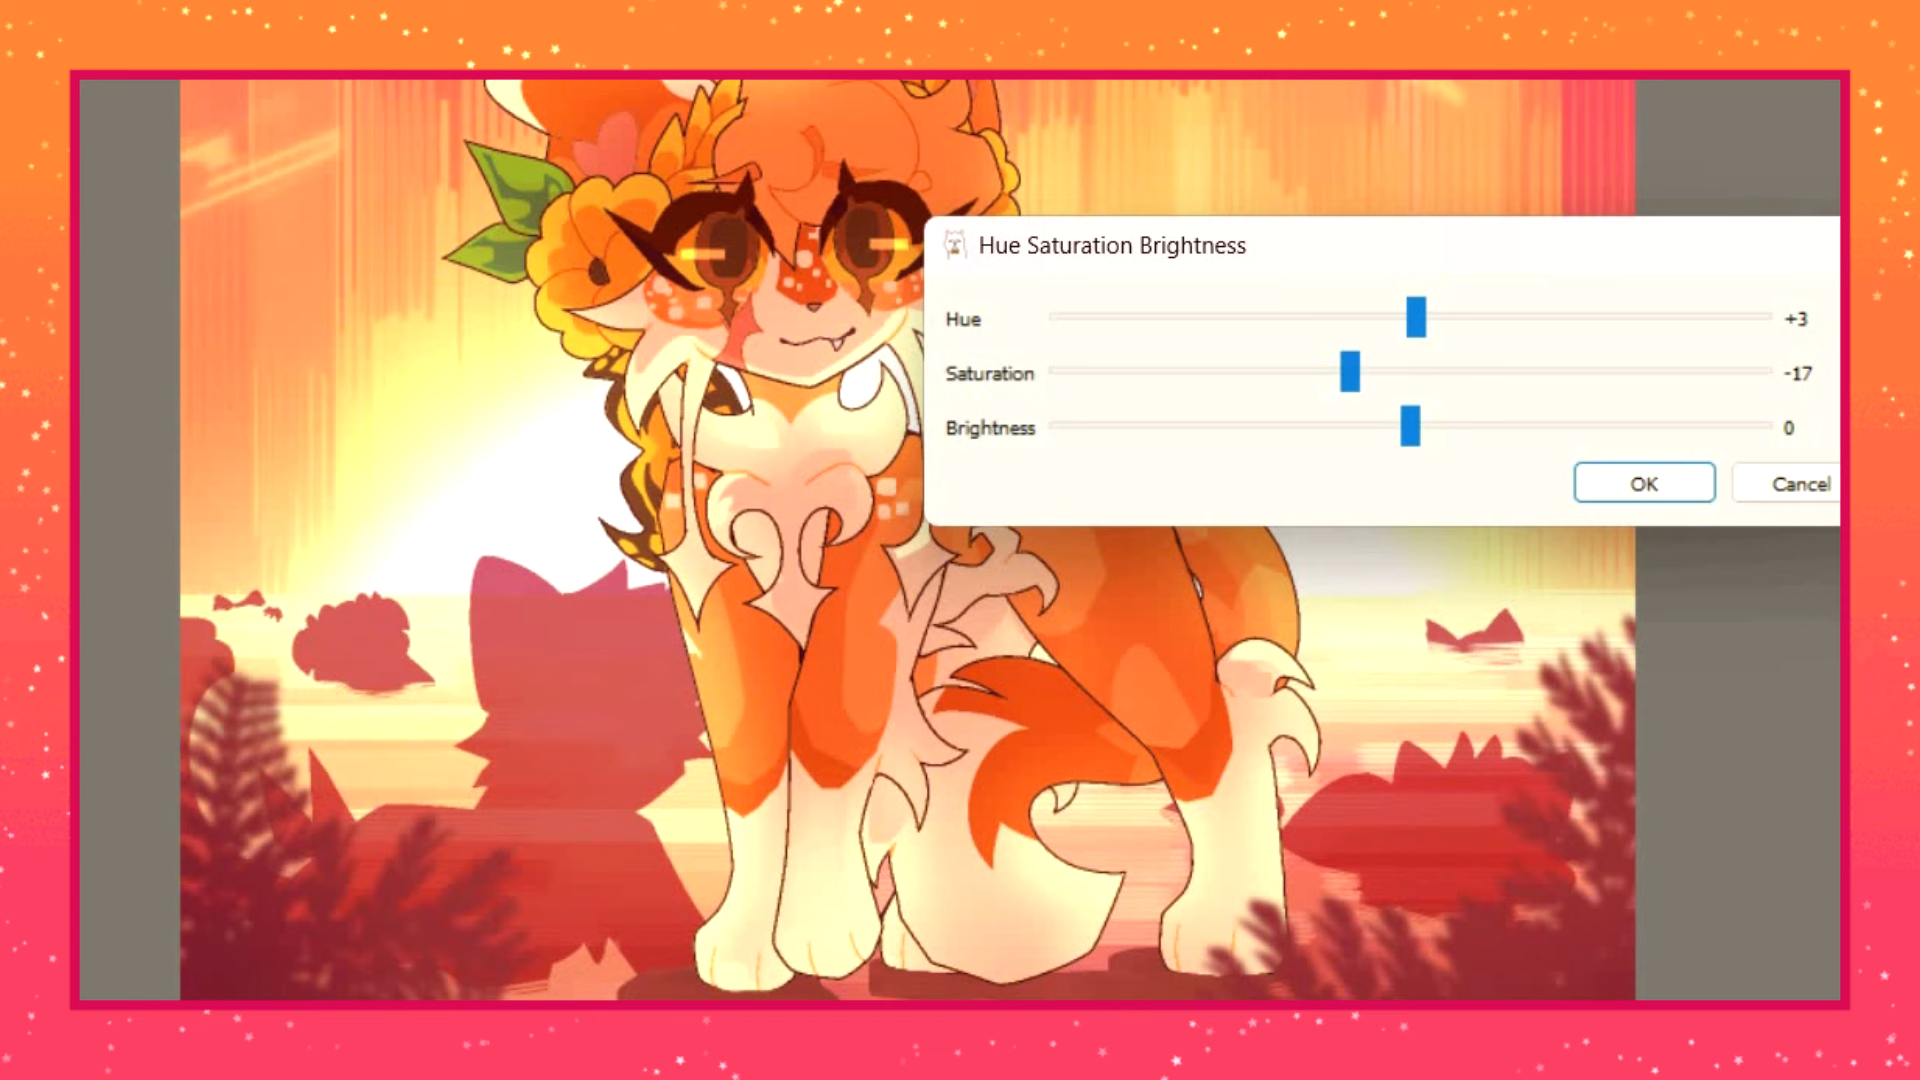 Hue Saturation Brightness
Hue +3
Saturation -17
Brightness 0
OK Cancel